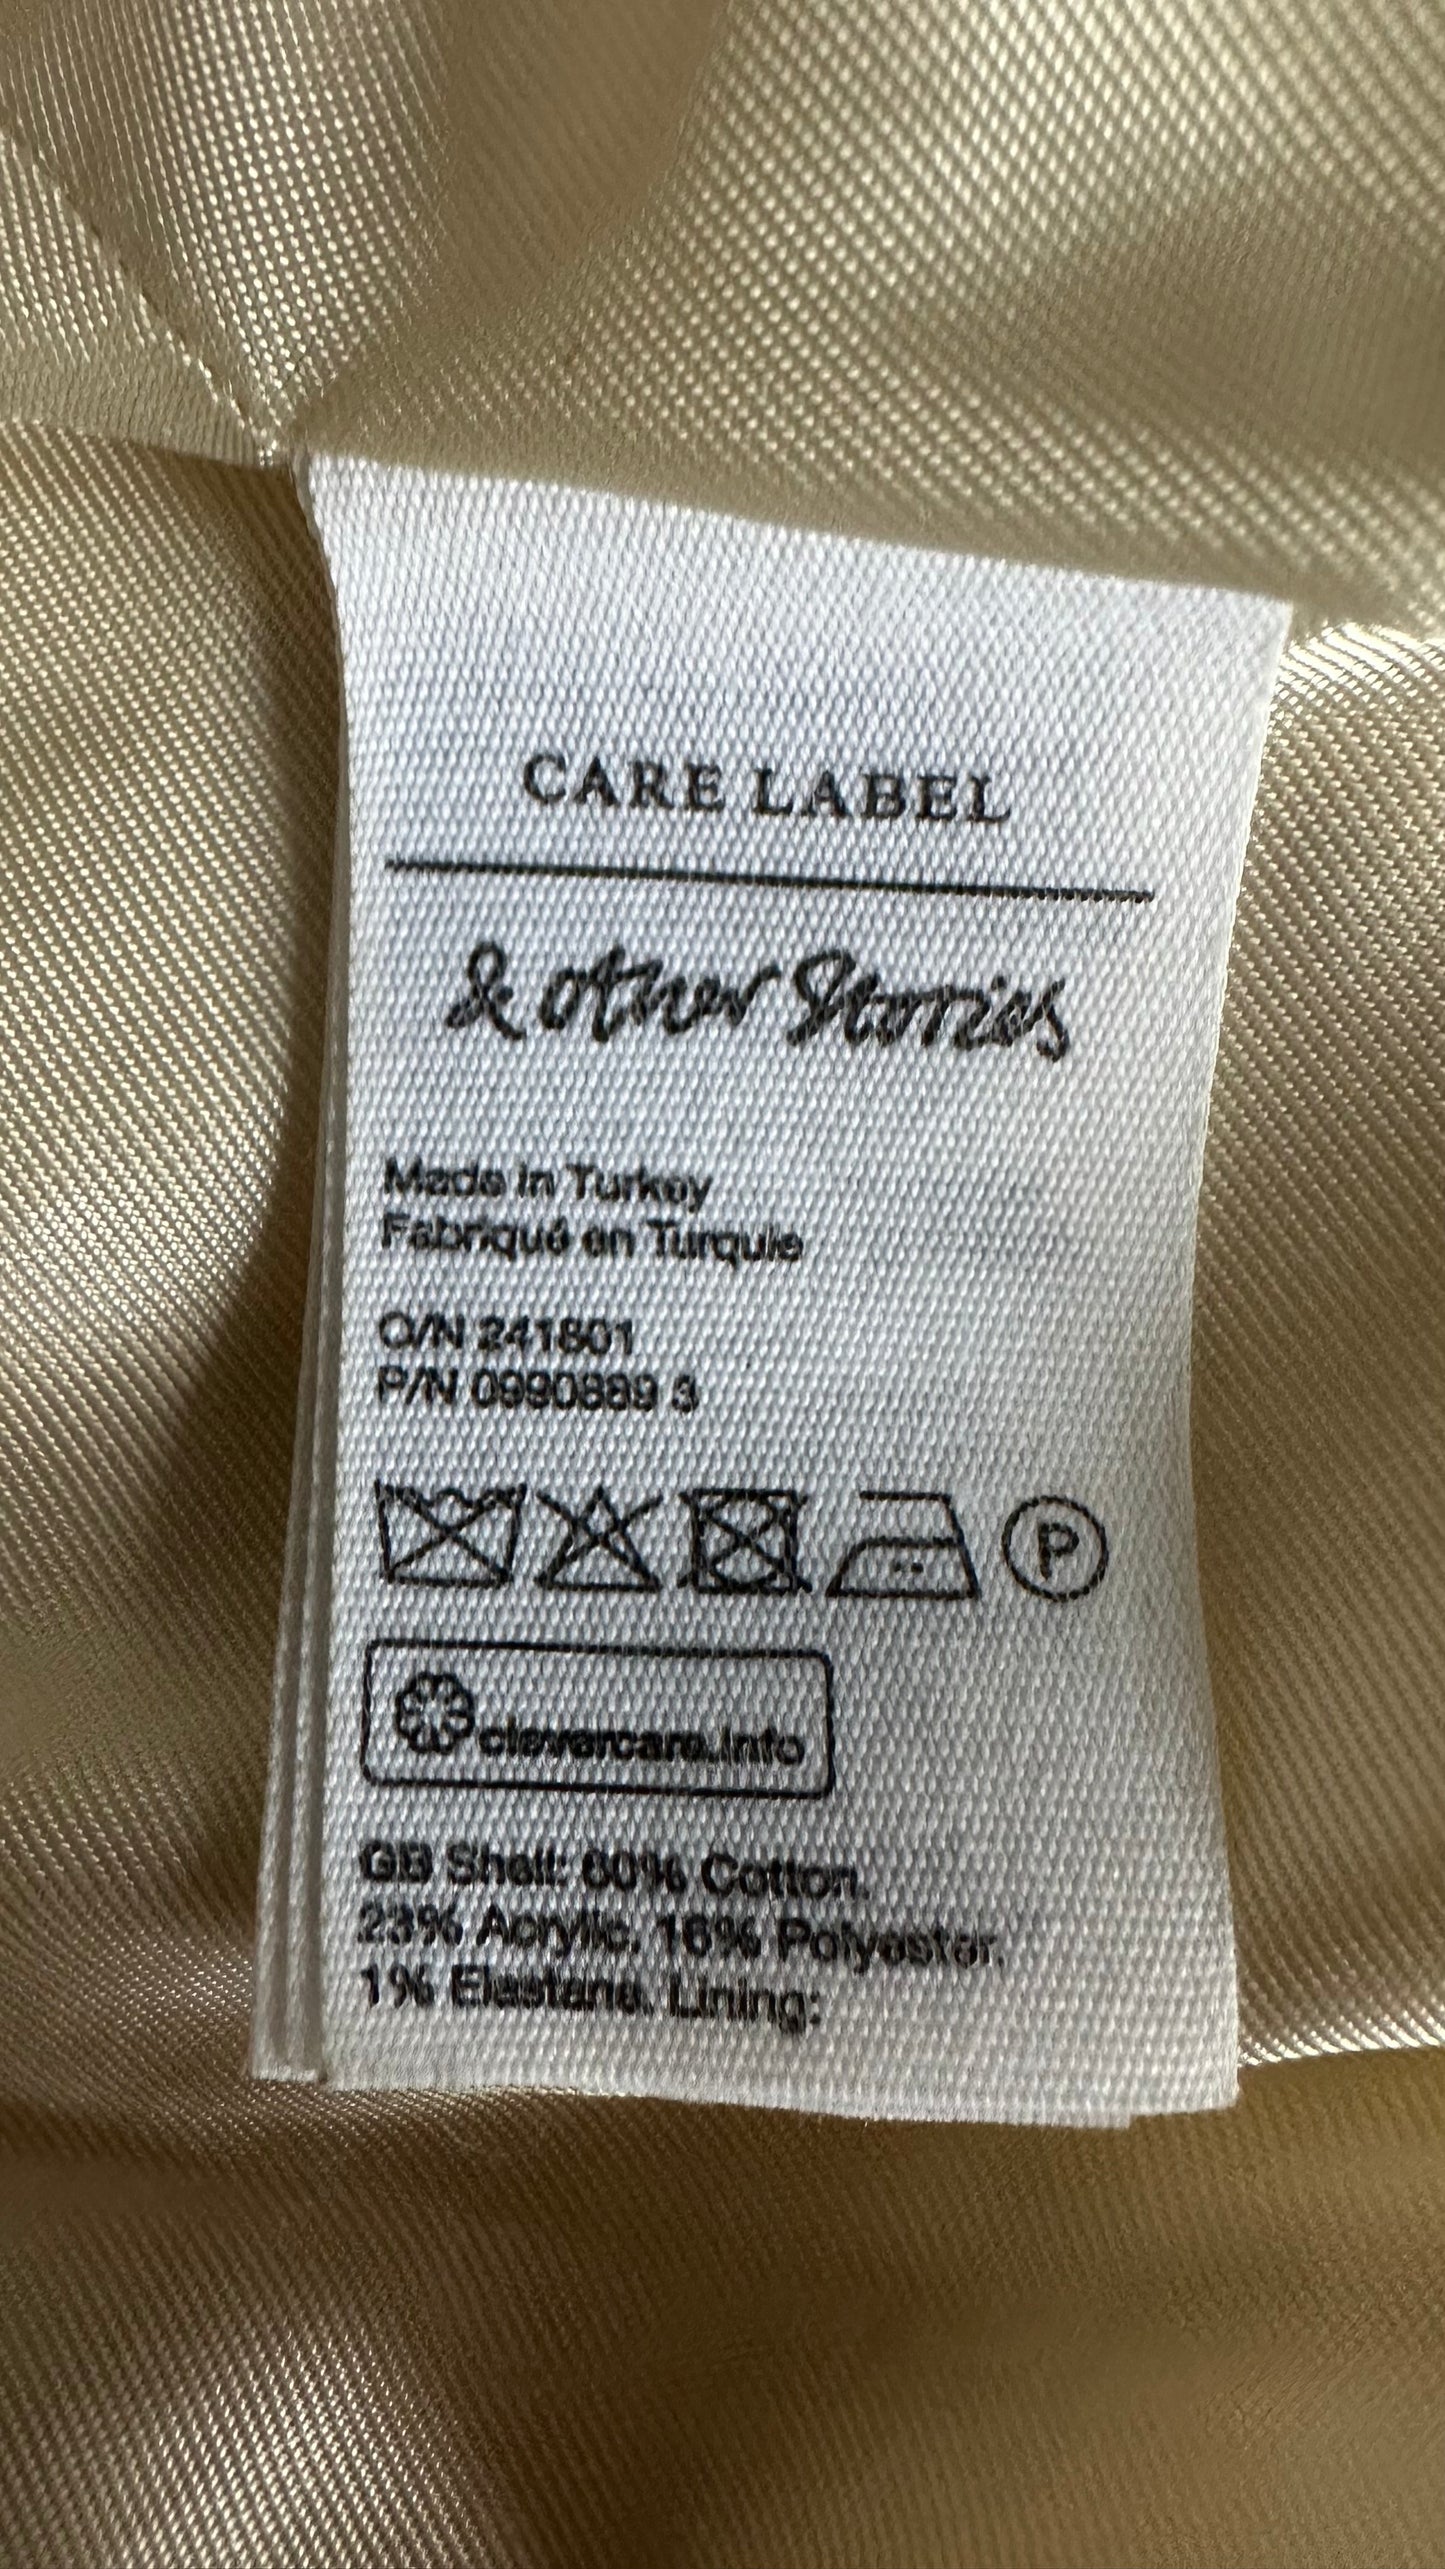 CARE LABEL
& other Stories
Made in Turkey
Fabriqué en Turquie
O/N 241801
P/N 0990889 3
P
clevercare.info
GB Shell: 60% Cotton.
23% Acrylic. 16% Polyester.
1% Elastane. Lining: